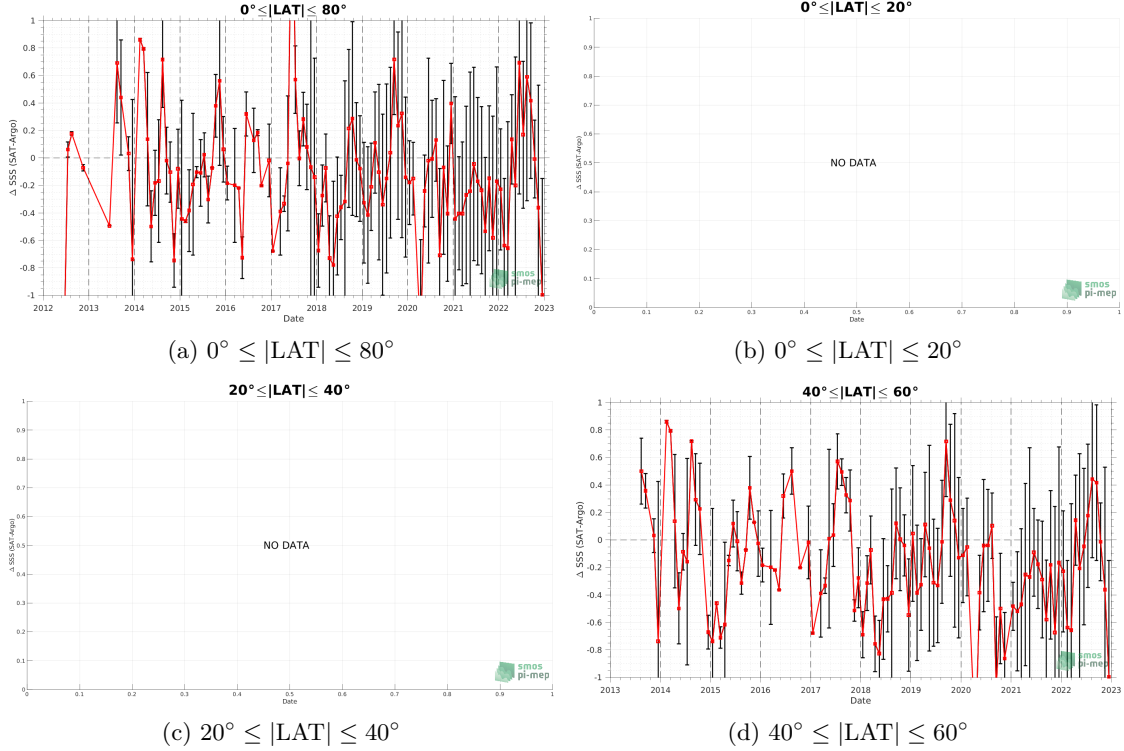 0°≤|LAT|≤ 80°
1
0.8
0.6
0.4
0.2
0
-0.2
-0.4
-0.6
-0.8
-1
Δ SSS (SAT-Argo)
2012 2013 2014 2015 2016 2017 2018 2019 2020 2021 2022 2023
Date
smos
pi-mep
(a) 0° ≤ |LAT| ≤ 80°
0°≤|LAT|≤ 20°
1
0.9
0.8
0.7
0.6
0.5
0.4
0.3
0.2
0.1
0
Δ SSS (SAT-Argo)
NO DATA
0 0.1 0.2 0.3 0.4 0.5 0.6 0.7 0.8 0.9 1
Date
smos
pi-mep
(b) 0° ≤ |LAT| ≤ 20°
20°≤|LAT|≤ 40°
1
0.9
0.8
0.7
0.6
0.5
0.4
0.3
0.2
0.1
0
Δ SSS (SAT-Argo)
NO DATA
0 0.1 0.2 0.3 0.4 0.5 0.6 0.7 0.8 0.9 1
Date
smos
pi-mep
(c) 20° ≤ |LAT| ≤ 40°
40°≤|LAT|≤ 60°
1
0.8
0.6
0.4
0.2
0
-0.2
-0.4
-0.6
-0.8
-1
Δ SSS (SAT-Argo)
2013 2014 2015 2016 2017 2018 2019 2020 2021 2022 2023
Date
smos
pi-mep
(d) 40° ≤ |LAT| ≤ 60°